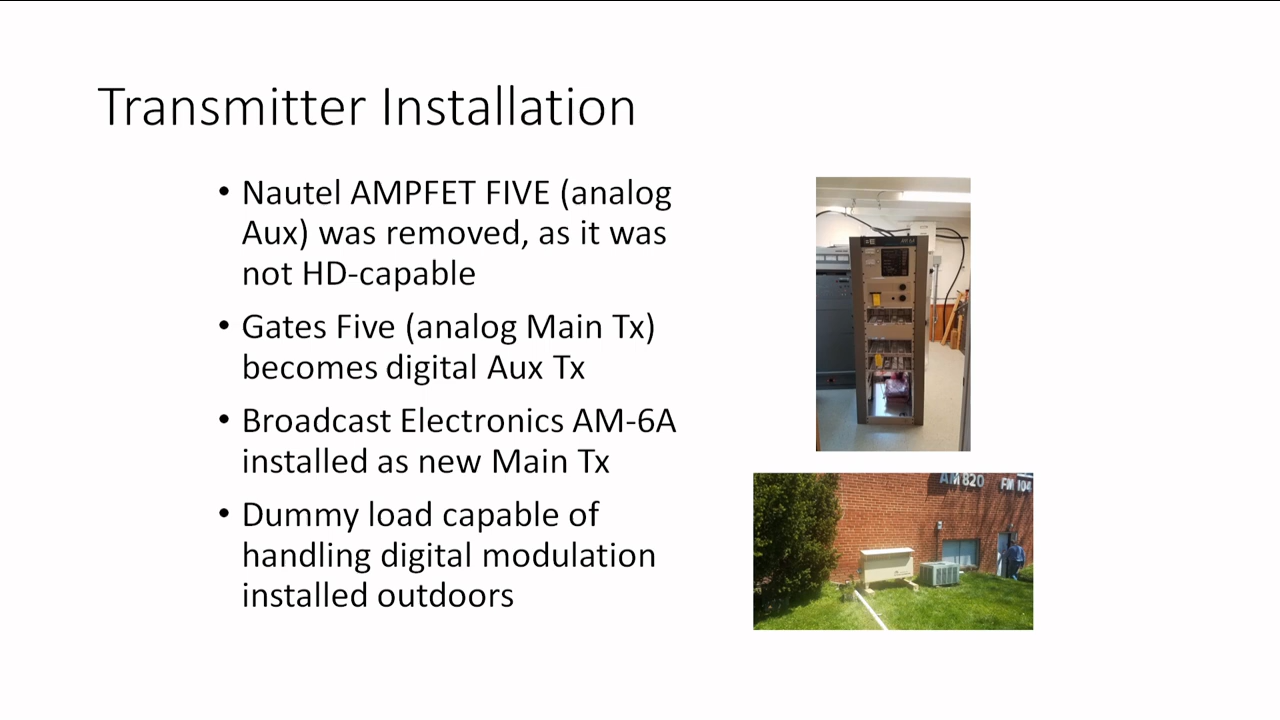 Transmitter Installation
• Nautel AMPFET FIVE (analog
Aux) was removed, as it was
not HD-capable
• Gates Five (analog Main Tx)
becomes digital Aux Tx
• Broadcast Electronics AM-6A
installed as new Main Tx
• Dummy load capable of
handling digital modulation
installed outdoors
AM 820 FM 104